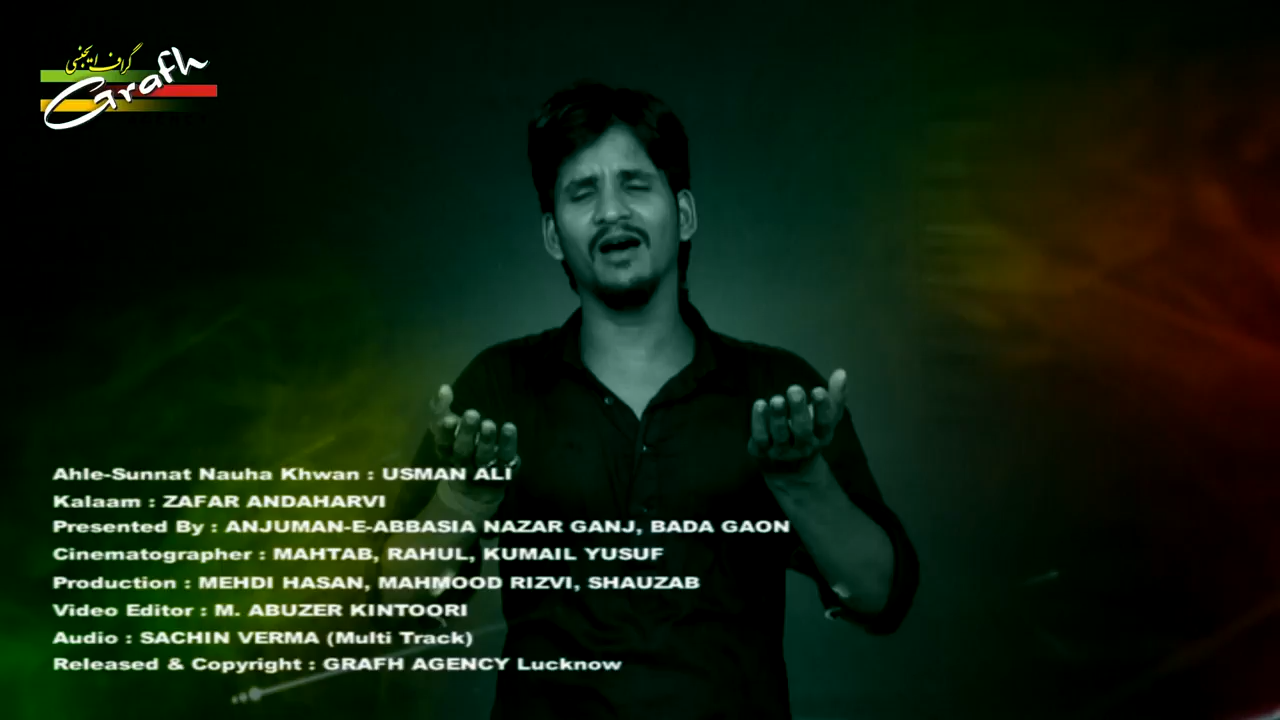 گراف ایجنسی
Grafh
Ahle-Sunnat Nauha Khwan : USMAN ALI
Kalaam : ZAFAR ANDAHARVI
Presented By : ANJUMAN-E-ABBASIA NAZAR GANJ, BADA GAON
Cinematographer : MAHTAB, RAHUL, KUMAIL YUSUF
Production : MEHDI HASAN, MAHMOOD RIZVI, SHAUZAB
Video Editor : M. ABUZER KINTOORI
Audio : SACHIN VERMA (Multi Track)
Released & Copyright : GRAFH AGENCY Lucknow